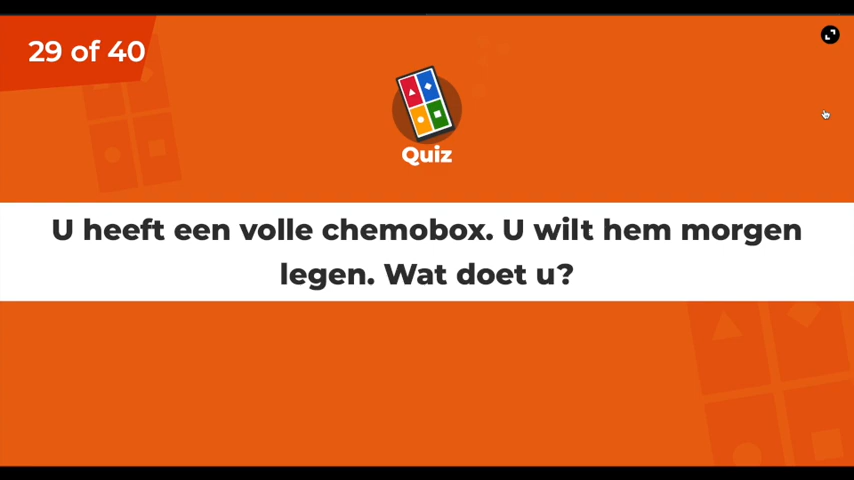 29 of 40
Quiz
U heeft een volle chemobox. U wilt hem morgen
legen. Wat doet u?